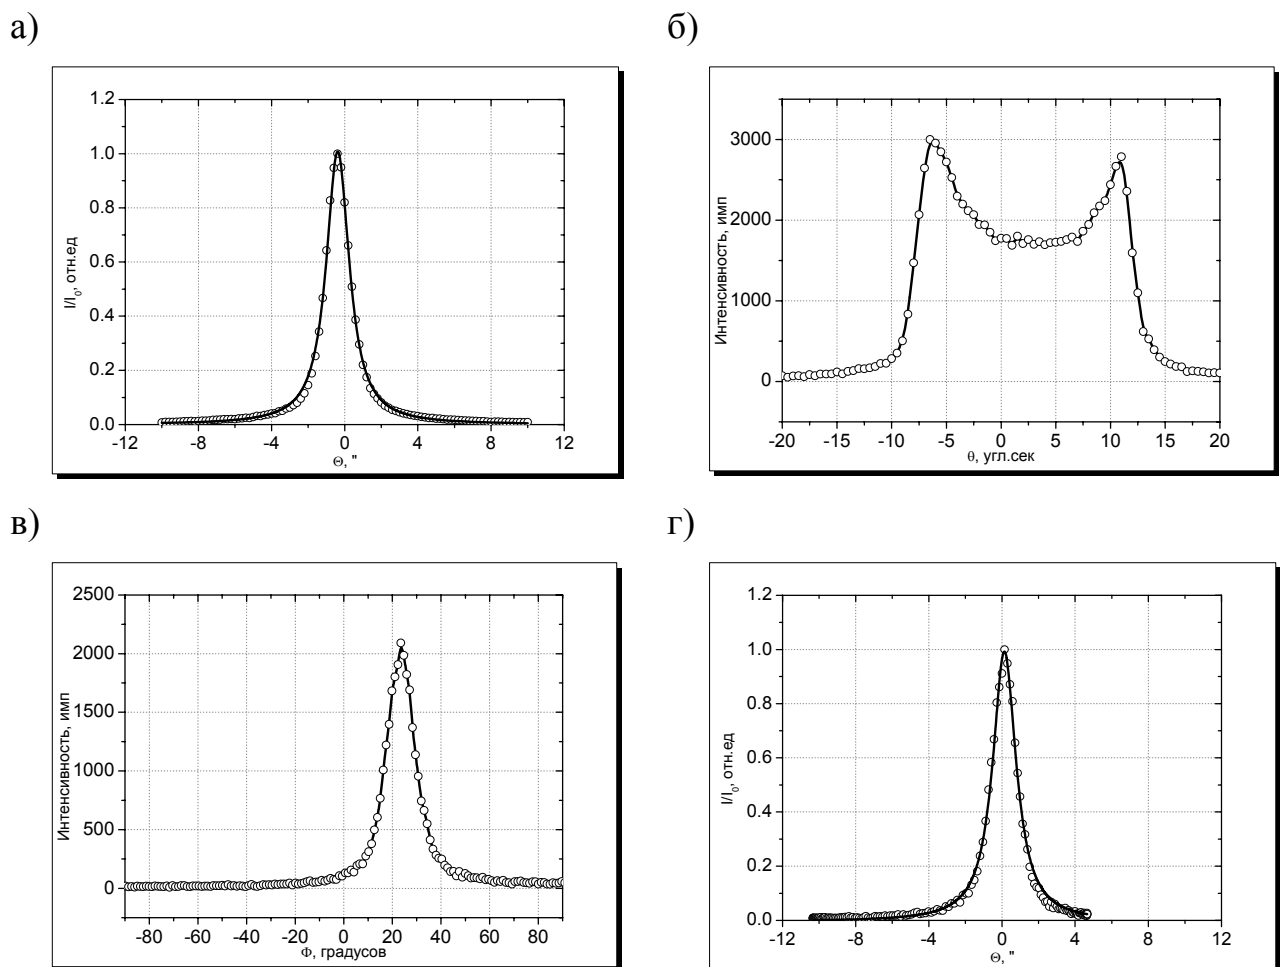 а)
б)
1.2
1.0
0.8
0.6
0.4
0.2
0.0
I/I₀, отн.ед
-12 -8 -4 0 4 8 12
Θ, "
3000
2000
1000
0
Интенсивность, имп
-20 -15 -10 -5 0 5 10 15 20
θ, угл.сек
в)
г)
2500
2000
1500
1000
500
0
Интенсивность, имп
-80 -60 -40 -20 0 20 40 60 80
Φ, градусов
1.2
1.0
0.8
0.6
0.4
0.2
0.0
I/I₀, отн.ед
-12 -8 -4 0 4 8 12
Θ, "